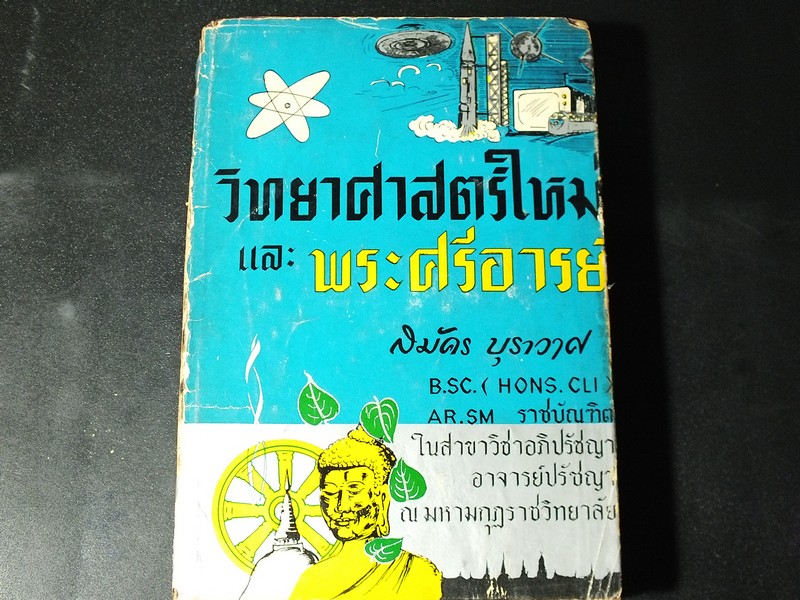 วิทยาศาสตร์ใหม่
และ พระศรีอารย์
สมัคร บุราวาศ
B.SC. ( HONS. CLI )
AR.SM ราชบัณฑิต
ในสาขาวิชาอภิปรัชญา
อาจารย์ปรัชญา
ณ มหามกุฏราชวิทยาลัย